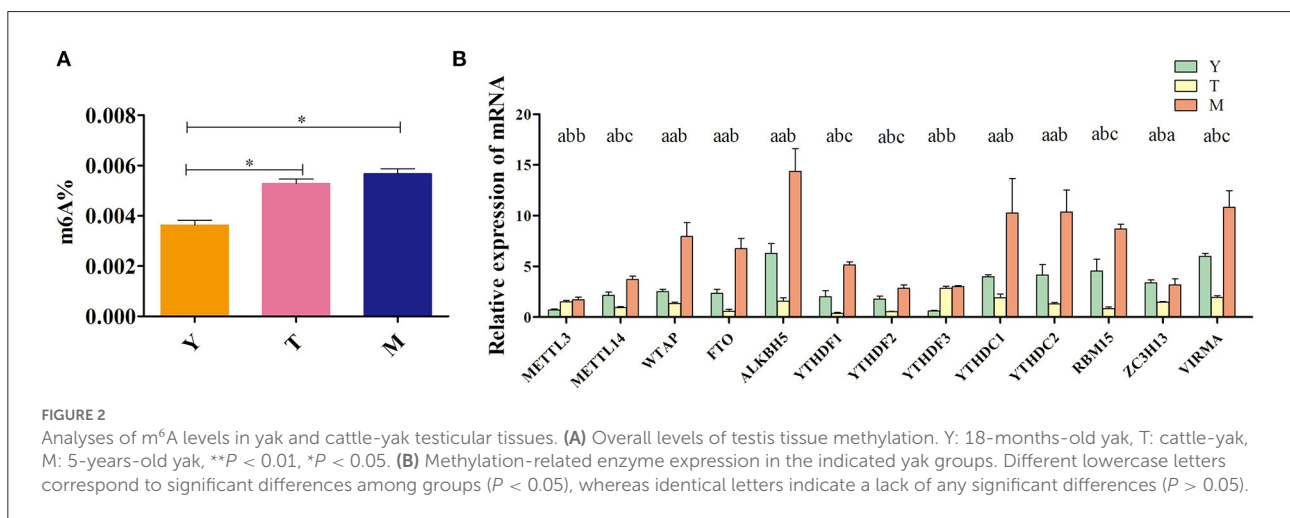 A
B
m6A%
0.008
0.006
0.004
0.002
0.000
*
*
Y
T
M
Y
T
M
Relative expression of mRNA
20
15
10
5
0
abb abc aab aab aab abc abc abb aab aab abc aba abc
METTL3 METTL14 WTAP FTO ALKBH5 YTHDF1 YTHDF2 YTHDF3 YTHDC1 YTHDC2 RBM15 ZC3H13 VIRMA
FIGURE 2
Analyses of m⁶A levels in yak and cattle-yak testicular tissues. (A) Overall levels of testis tissue methylation. Y: 18-months-old yak, T: cattle-yak,
M: 5-years-old yak, **P < 0.01, *P < 0.05. (B) Methylation-related enzyme expression in the indicated yak groups. Different lowercase letters
correspond to significant differences among groups (P < 0.05), whereas identical letters indicate a lack of any significant differences (P > 0.05).